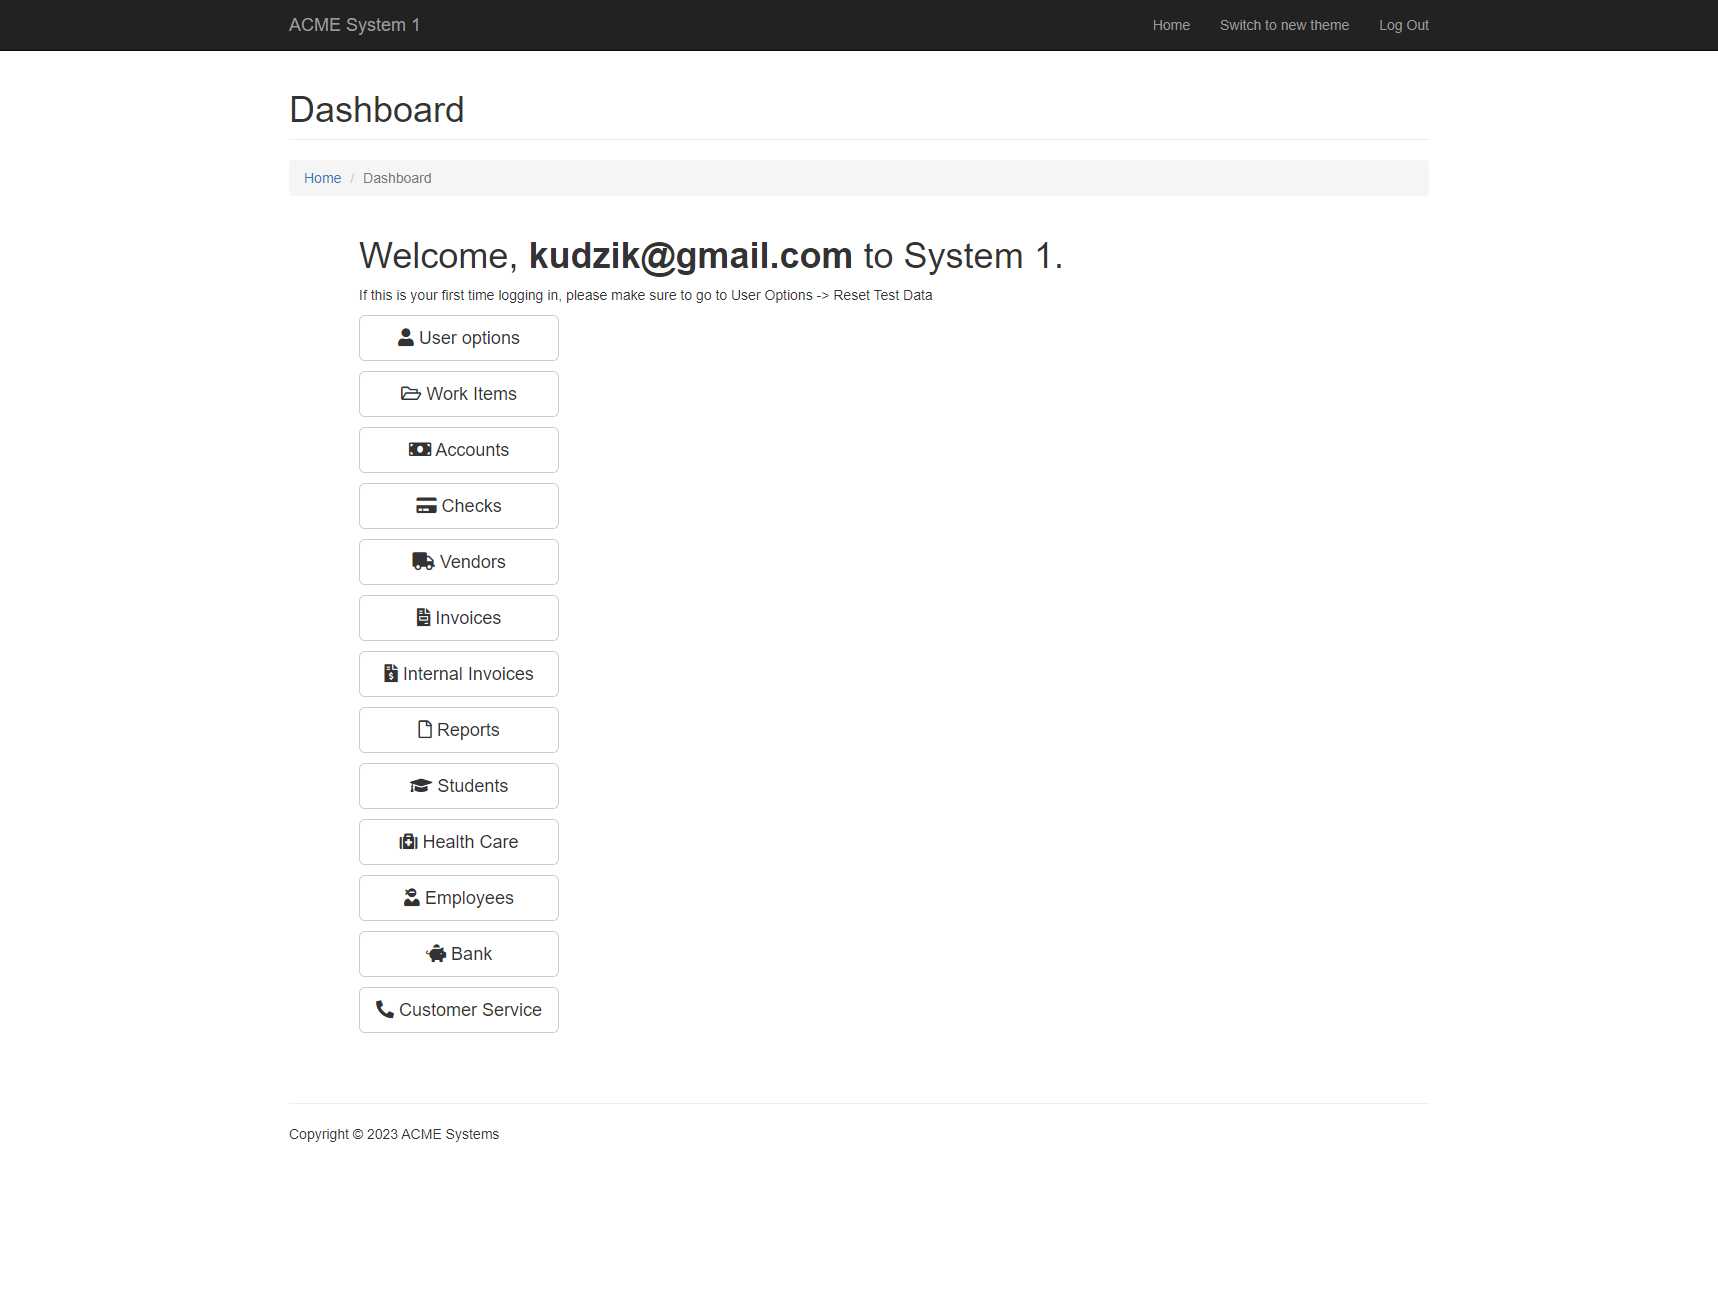 ACME System 1
Home
Switch to new theme
Log Out
Dashboard
Home / Dashboard
Welcome, kudzik@gmail.com to System 1.
If this is your first time logging in, please make sure to go to User Options -> Reset Test Data
User options
Work Items
Accounts
Checks
Vendors
Invoices
Internal Invoices
Reports
Students
Health Care
Employees
Bank
Customer Service
Copyright © 2023 ACME Systems